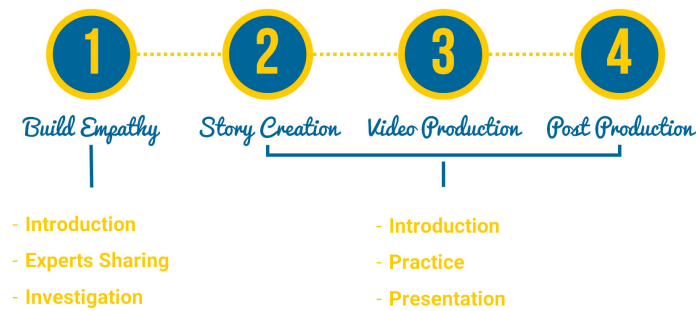 1 2 3 4
Build Empathy Story Creation Video Production Post Production
- Introduction
- Experts Sharing
- Investigation
- Introduction
- Practice
- Presentation